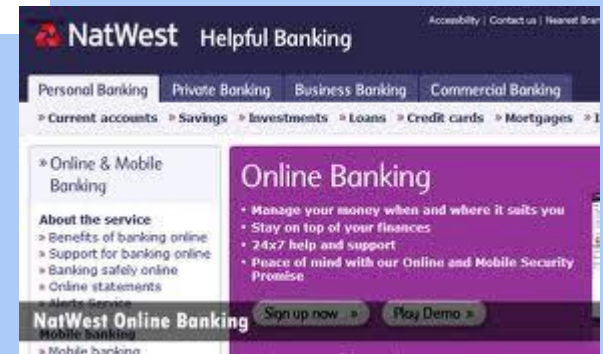 Accessibility | Contact us | Nearest Bran
NatWest Helpful Banking
Personal Banking Private Banking Business Banking Commercial Banking
» Current accounts » Savings » Investments » Loans » Credit cards » Mortgages »
» Online & Mobile
Banking
About the service
» Benefits of banking online
» Support for banking online
» Banking safely online
» Online statements
» Alerts Service
Mobile banking
» Mobile banking
Online Banking
• Manage your money when and where it suits you
• Stay on top of your finances
• 24x7 help and support
• Peace of mind with our Online and Mobile Security
Promise
Sign up now » Play Demo »
NatWest Online Banking